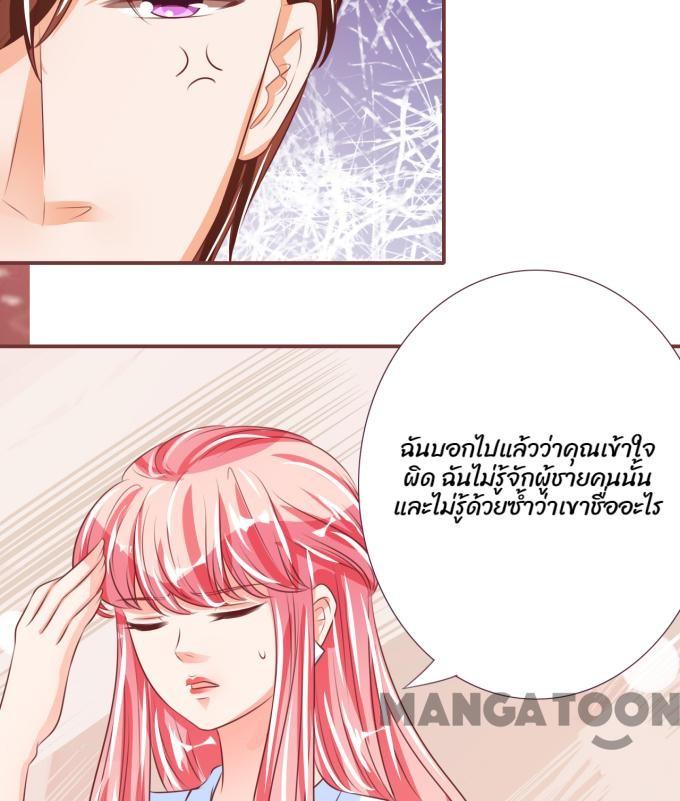 ฉันบอกไปแล้วว่าคุณเข้าใจ
ผิด ฉันไม่รู้จักผู้ชายคนนั้น
และไม่รู้ด้วยซ้ำว่าเขาชื่ออะไร
MANGATOON